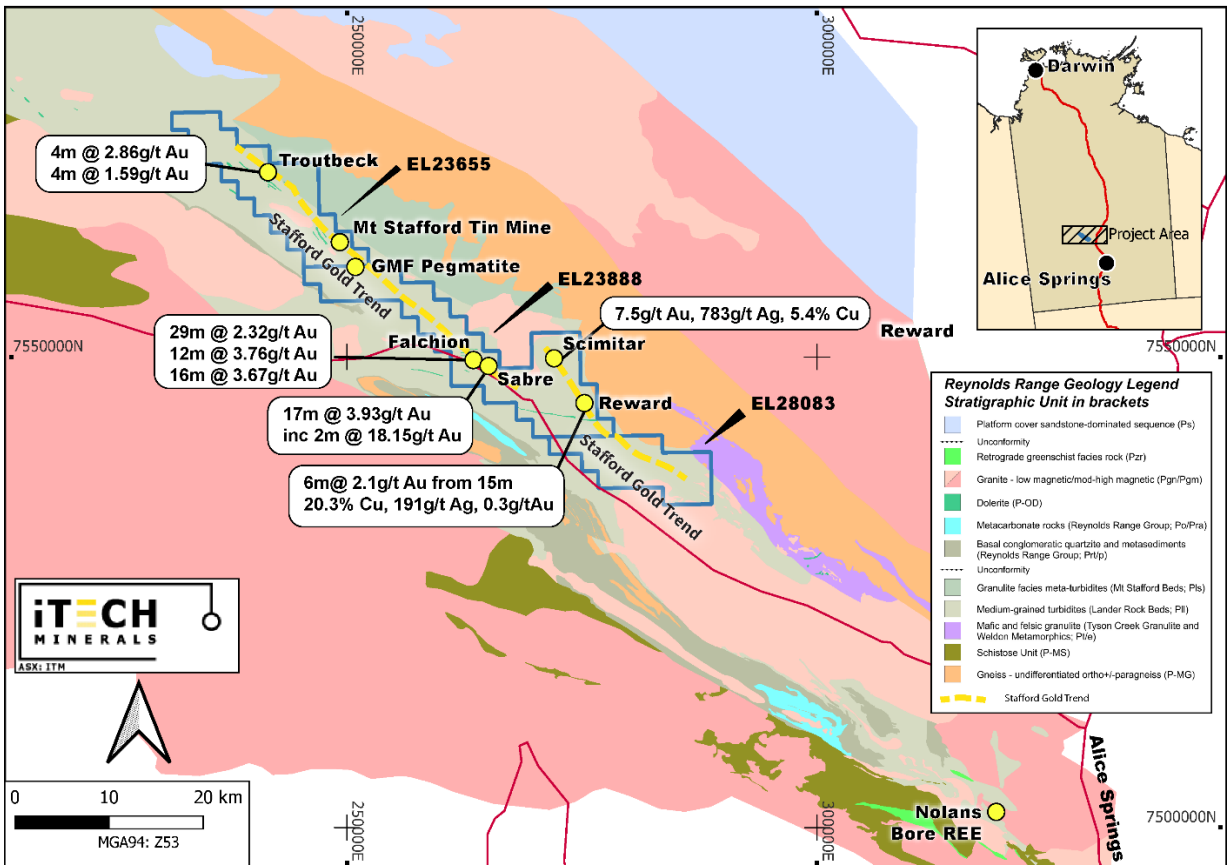 2500000E
3000000E
Darwin
Project Area
Alice Springs
4m @ 2.86g/t Au
4m @ 1.59g/t Au
Troutbeck
EL23655
Mt Stafford Tin Mine
GMF Pegmatite
Stafford Gold Trend
EL23888
7.5g/t Au, 783g/t Ag, 5.4% Cu
Reward
29m @ 2.32g/t Au
12m @ 3.76g/t Au
16m @ 3.67g/t Au
7550000N
7550000N
Falchion
Scimitar
Sabre
Reward
EL28083
17m @ 3.93g/t Au
inc 2m @ 18.15g/t Au
Stafford Gold Trend
6m@ 2.1g/t Au from 15m
20.3% Cu, 191g/t Ag, 0.3g/tAu
Reynolds Range Geology Legend
Stratigraphic Unit in brackets
Platform cover sandstone-dominated sequence (Ps)
Unconformity
Retrograde greenschist facies rock (Pzr)
Granite - low magnetic/mod-high magnetic (Pgn/Pgm)
Dolerite (P-OD)
Metacarbonate rocks (Reynolds Range Group; Po/Pra)
Basal conglomeratic quartzite and metasediments
(Reynolds Range Group; Prt/p)
Unconformity
Granulite facies meta-turbidites (Mt Stafford Beds; Pls)
Medium-grained turbidites (Lander Rock Beds; Pll)
Mafic and felsic granulite (Tyson Creek Granulite and
Weldon Metamorphics; Pt/e)
Schistose Unit (P-MS)
Gneiss - undifferentiated ortho+/-paragneiss (P-MG)
Stafford Gold Trend
iTECH
MINERALS
ASX: ITM
0 10 20 km
MGA94: Z53
2500000E
3000000E
Alice Springs
Nolans
Bore REE
7500000N